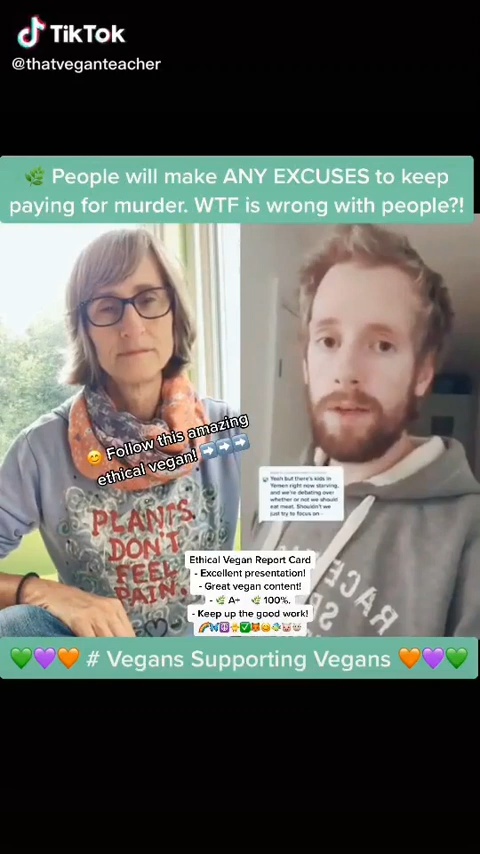 TikTok
@thatveganteacher
🌿 People will make ANY EXCUSES to keep
paying for murder. WTF is wrong with people?!
😊 Follow this amazing
ethical vegan! ➡️➡️➡️
Yeah but there's kids in
Yemen right now starving,
and we're debating over
whether or not we should
eat meat. Shouldn't we
just try to focus on
PLANTS
DON'T
FEEL
PAIN.
RACE
Ethical Vegan Report Card
- Excellent presentation!
- Great vegan content!
- 🌿 A+ 🌿 100%.
- Keep up the good work!
💚💜🧡 # Vegans Supporting Vegans 🧡💜💚